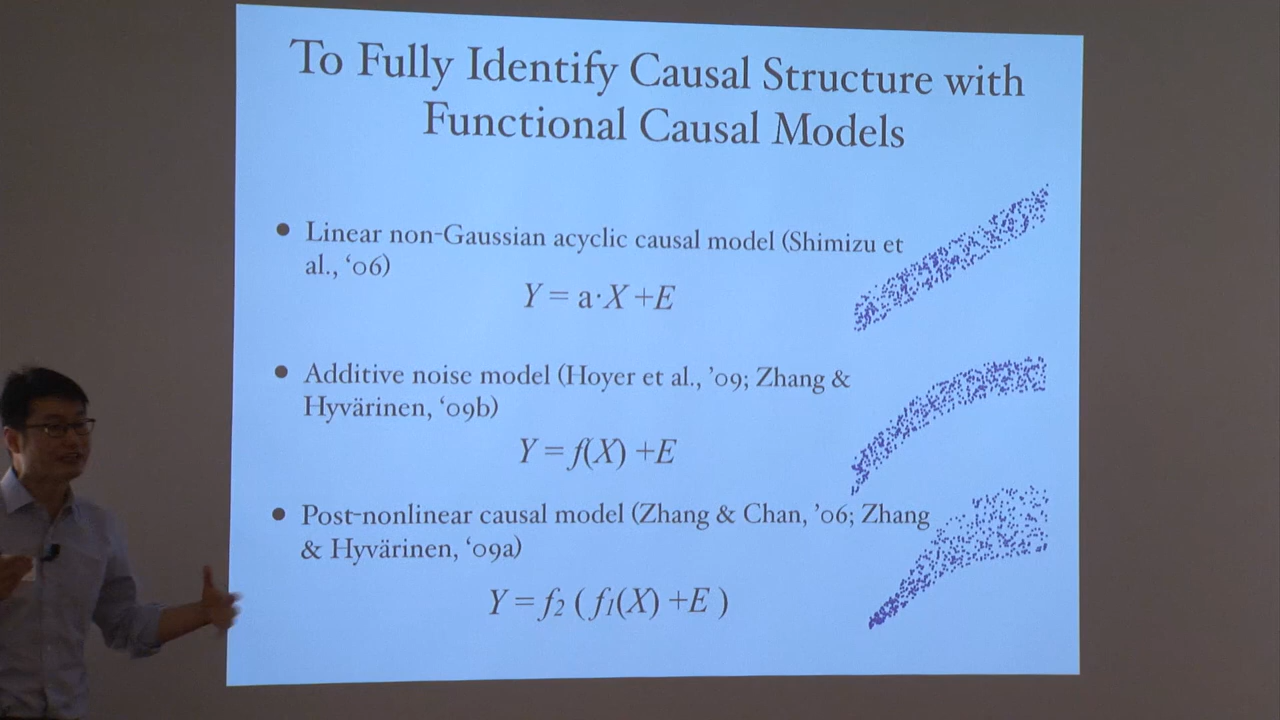 To Fully Identify Causal Structure with
Functional Causal Models
• Linear non-Gaussian acyclic causal model (Shimizu et
al., ‘06)
Y = a·X +E
• Additive noise model (Hoyer et al., ’09; Zhang &
Hyvärinen, ‘09b)
Y = f(X) +E
• Post-nonlinear causal model (Zhang & Chan, ’06; Zhang
& Hyvärinen, ‘09a)
Y = f2 ( f1(X) +E )